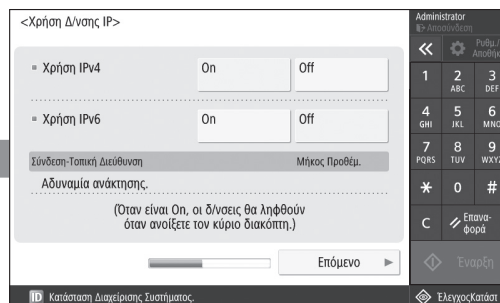 <Χρήση Δ/νσης IP>
Χρήση IPv4
On
Off
Χρήση IPv6
On
Off
Σύνδεση-Τοπική Διεύθυνση
Μήκος Προθέμ.
Αδυναμία ανάκτησης.
(Όταν είναι On, οι δ/νσεις θα ληφθούν
όταν ανοίξετε τον κύριο διακόπτη.)
Επόμενο
ID Κατάσταση Διαχείρισης Συστήματος.
Administrator
Αποσύνδεση
Ρυθμ./
Αποθήκ
1
2
ABC
3
DEF
4
GHI
5
JKL
6
MNO
7
PQRS
8
TUV
9
WXYZ
*
0
#
C
Επανα-
φορά
Έναρξη
ΈλεγχοςΚατάστ